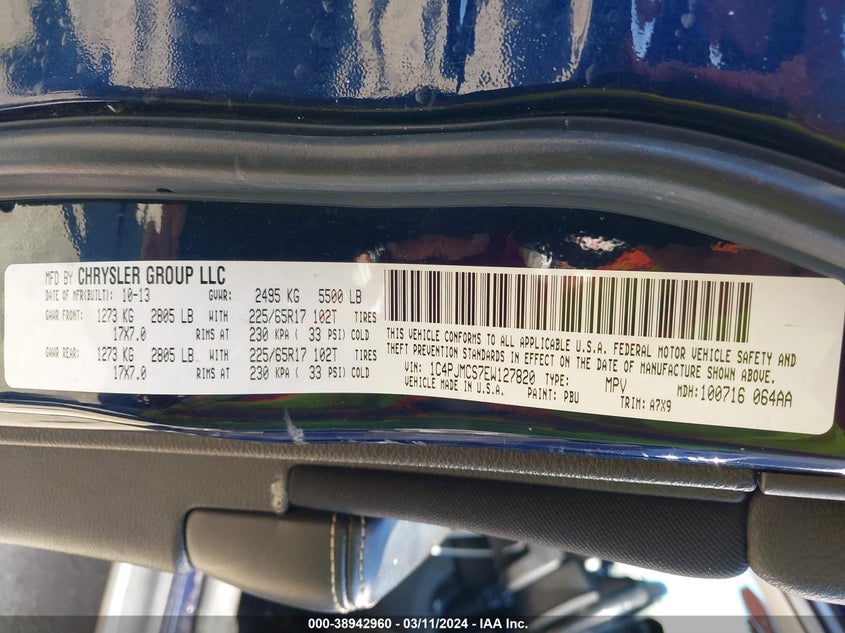 MFD BY CHRYSLER GROUP LLC
DATE OF MFR(BUILT): 10-13 GVWR: 2495 KG 5500 LB
GAWR FRONT: 1273 KG 2805 LB WITH 225/65R17 102T TIRES
17X7.0 RIMS AT 230 KPA ( 33 PSI) COLD
GAWR REAR: 1273 KG 2805 LB WITH 225/65R17 102T TIRES
17X7.0 RIMS AT 230 KPA ( 33 PSI) COLD
THIS VEHICLE CONFORMS TO ALL APPLICABLE U.S.A. FEDERAL MOTOR VEHICLE SAFETY AND
THEFT PREVENTION STANDARDS IN EFFECT ON THE DATE OF MANUFACTURE SHOWN ABOVE.
VIN: 1C4PJMCS7EW127820 TYPE: MPV MDH:100716 064AA
VEHICLE MADE IN U.S.A. PAINT: PBU TRIM: A7X9
000-38942960 - 03/11/2024 - IAA Inc.